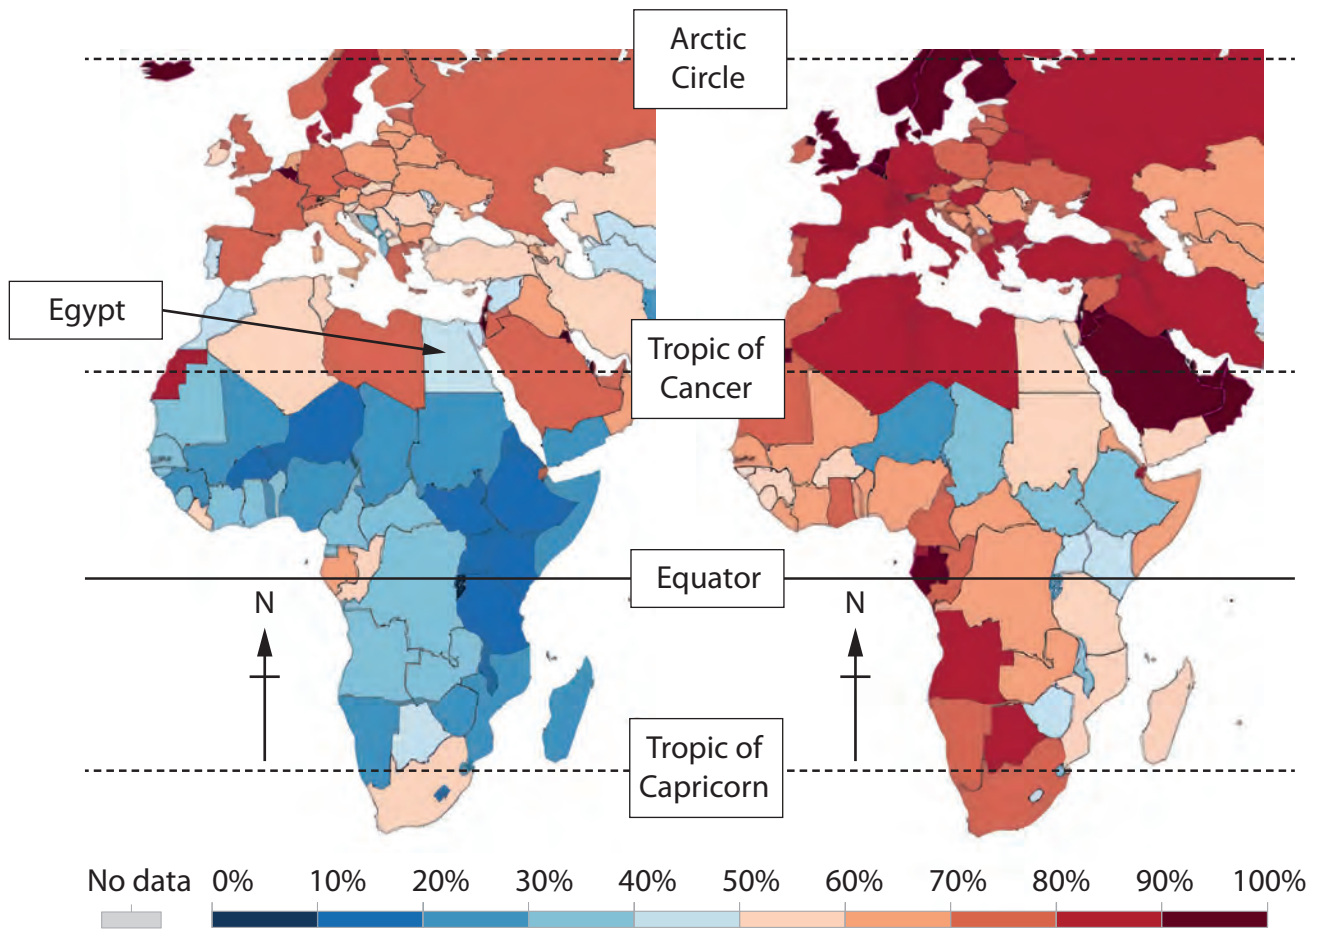 Arctic
Circle
Egypt
Tropic of
Cancer
Equator
N
N
Tropic of
Capricorn
No data 0% 10% 20% 30% 40% 50% 60% 70% 80% 90% 100%